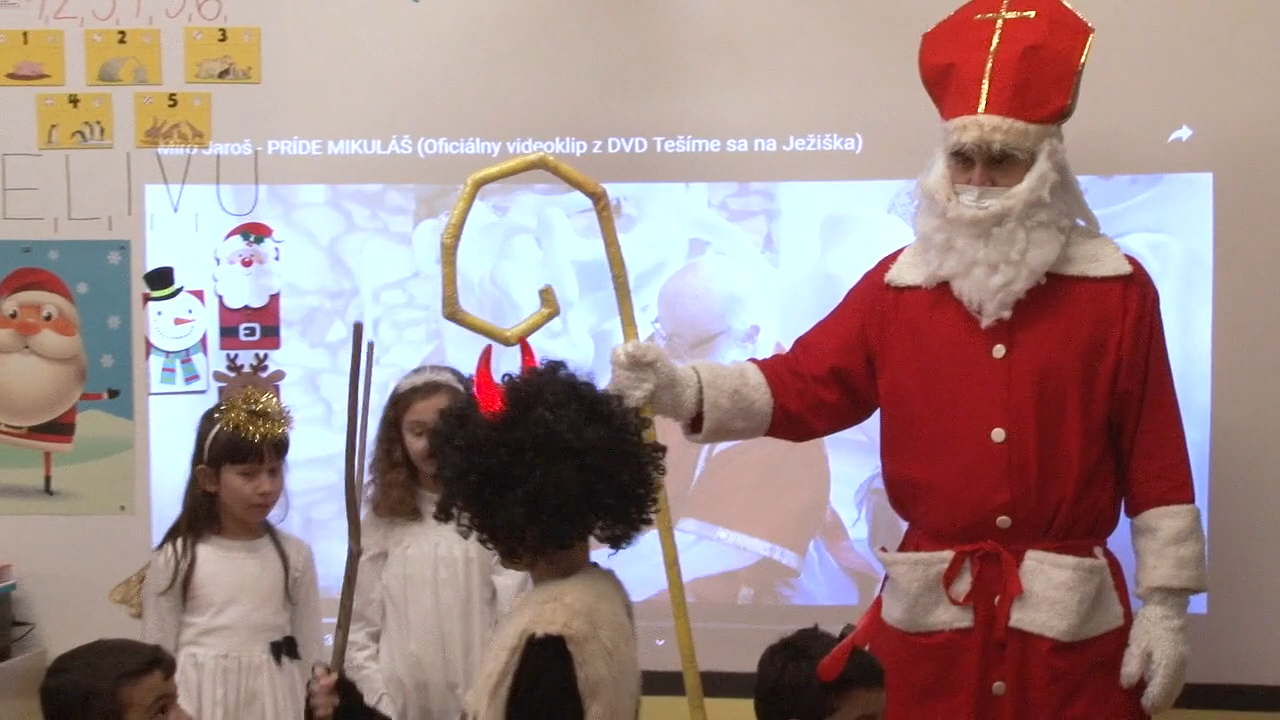 1 2 3
4 5
Miro Jaroš - PRÍDE MIKULÁŠ (Oficiálny videoklip z DVD Tešíme sa na Ježiška)
E, L, I, V U